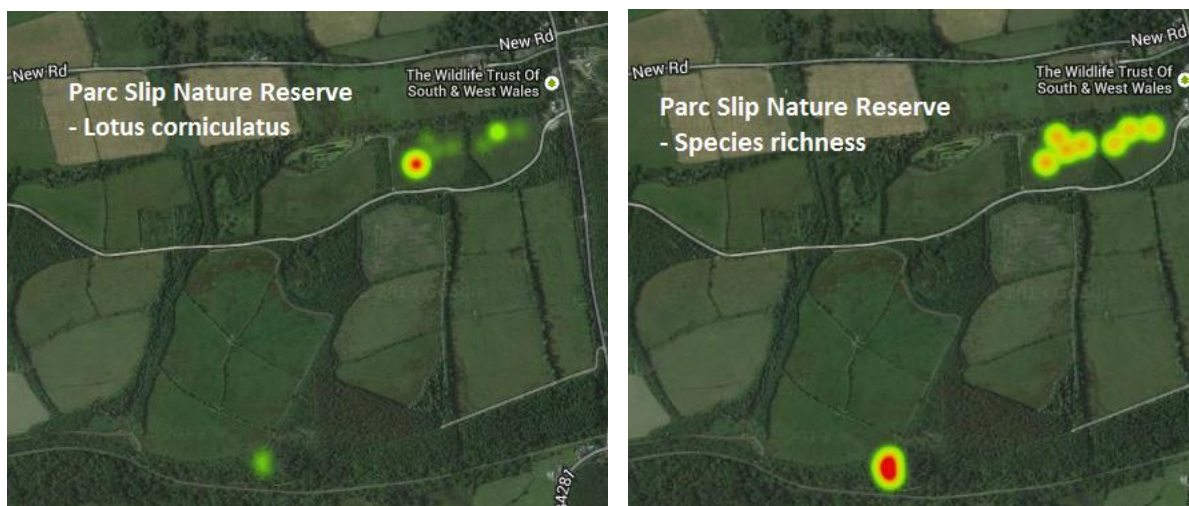 New Rd
New Rd
The Wildlife Trust Of
South & West Wales
Parc Slip Nature Reserve
- Lotus corniculatus
New Rd
New Rd
The Wildlife Trust Of
South & West Wales
Parc Slip Nature Reserve
- Species richness